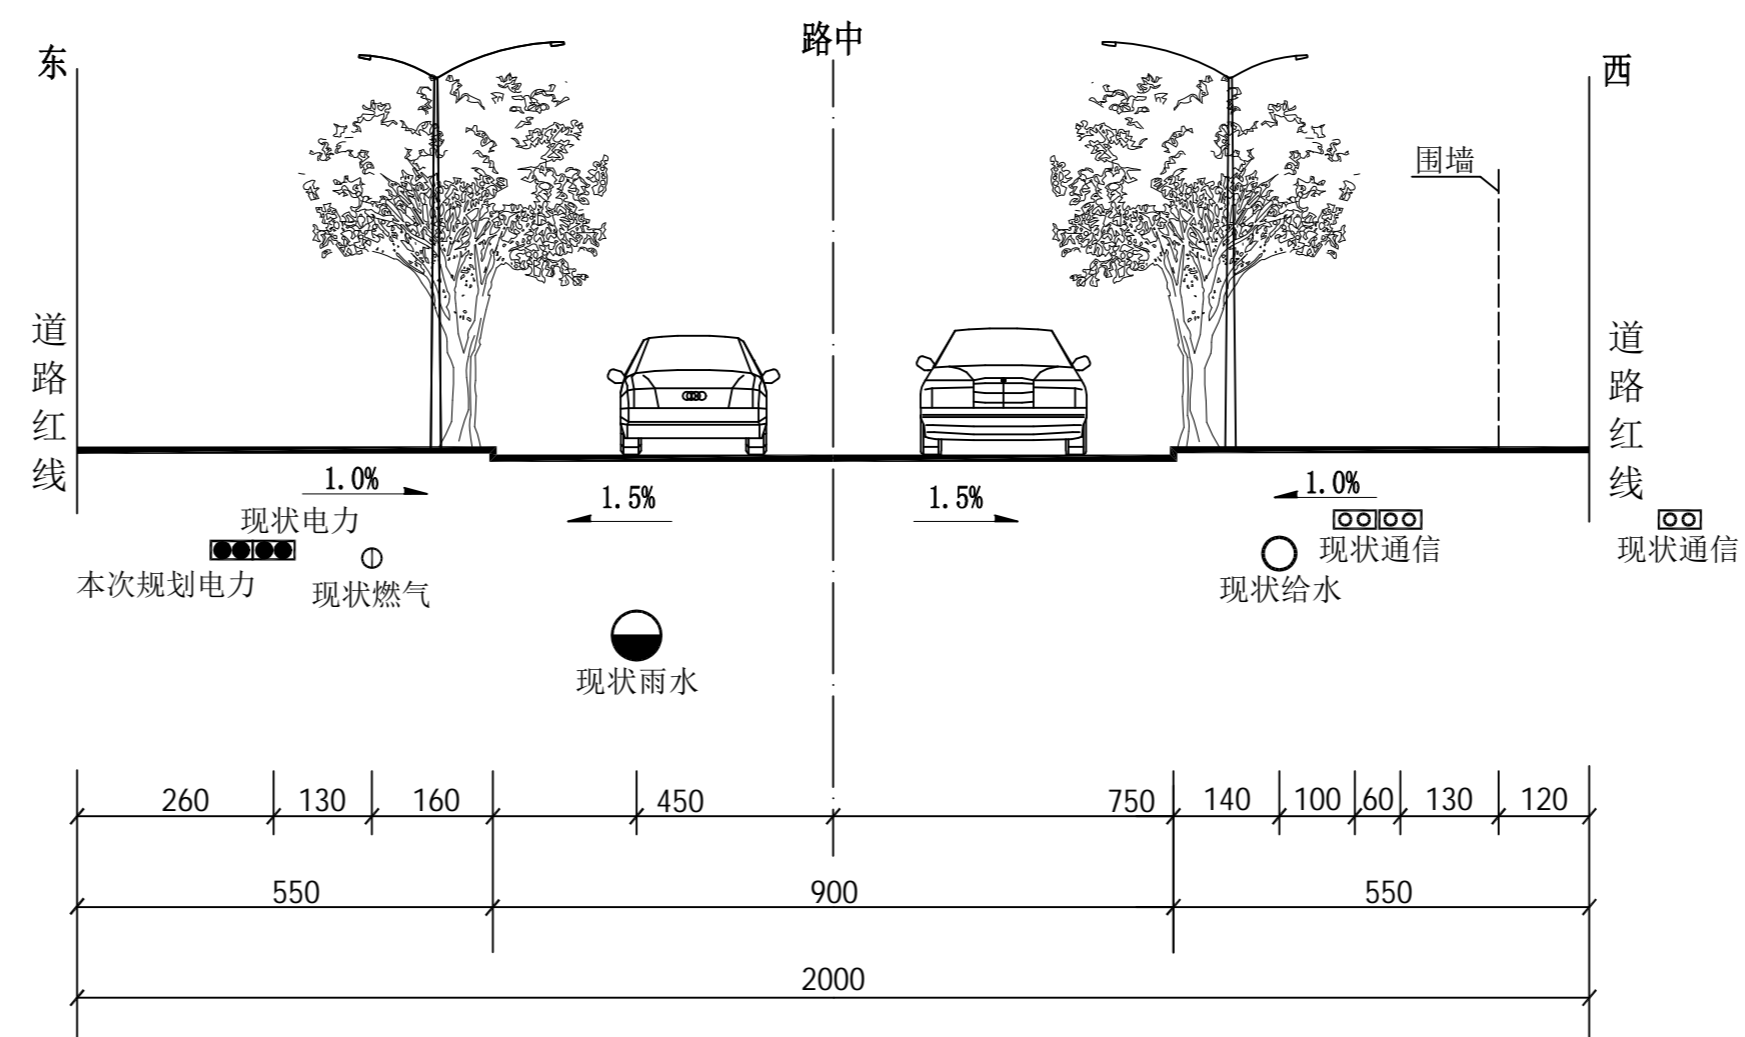 东
路中
西
围墙
道路红线
道路红线
1.0%
1.5%
1.5%
1.0%
现状电力
本次规划电力
现状燃气
现状通信
现状通信
现状给水
现状雨水
260 130 160 450 750 140 100 60 130 120
550 900 550
2000